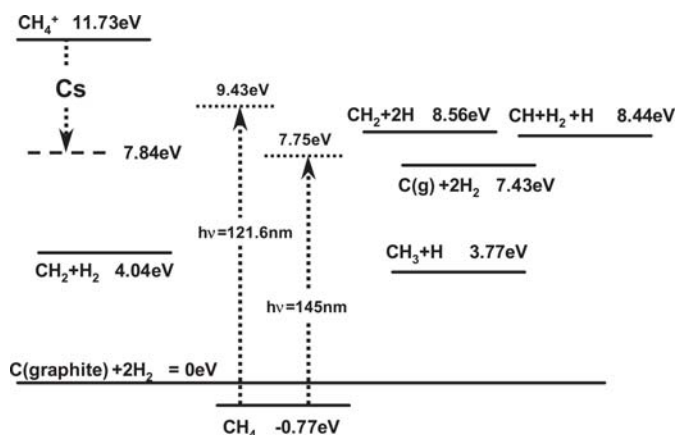 CH₄⁺ 11.73eV
Cs
9.43eV
7.84eV
7.75eV
CH₂+2H 8.56eV
CH+H₂ +H 8.44eV
C(g) +2H₂ 7.43eV
hν=121.6nm
CH₂+H₂ 4.04eV
CH₃+H 3.77eV
hν=145nm
C(graphite) +2H₂ = 0eV
CH₄ -0.77eV